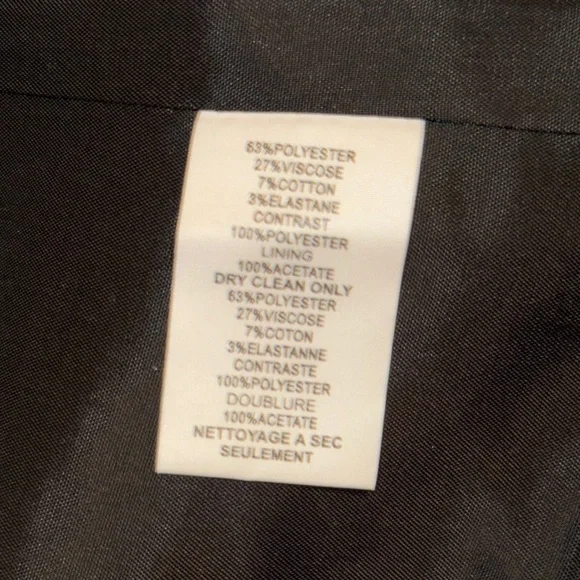 63%POLYESTER
27%VISCOSE
7%COTTON
3%ELASTANE
CONTRAST
100%POLYESTER
LINING
100%ACETATE
DRY CLEAN ONLY
63%POLYESTER
27%VISCOSE
7%COTON
3%ELASTANNE
CONTRASTE
100%POLYESTER
DOUBLURE
100%ACETATE
NETTOYAGE A SEC
SEULEMENT